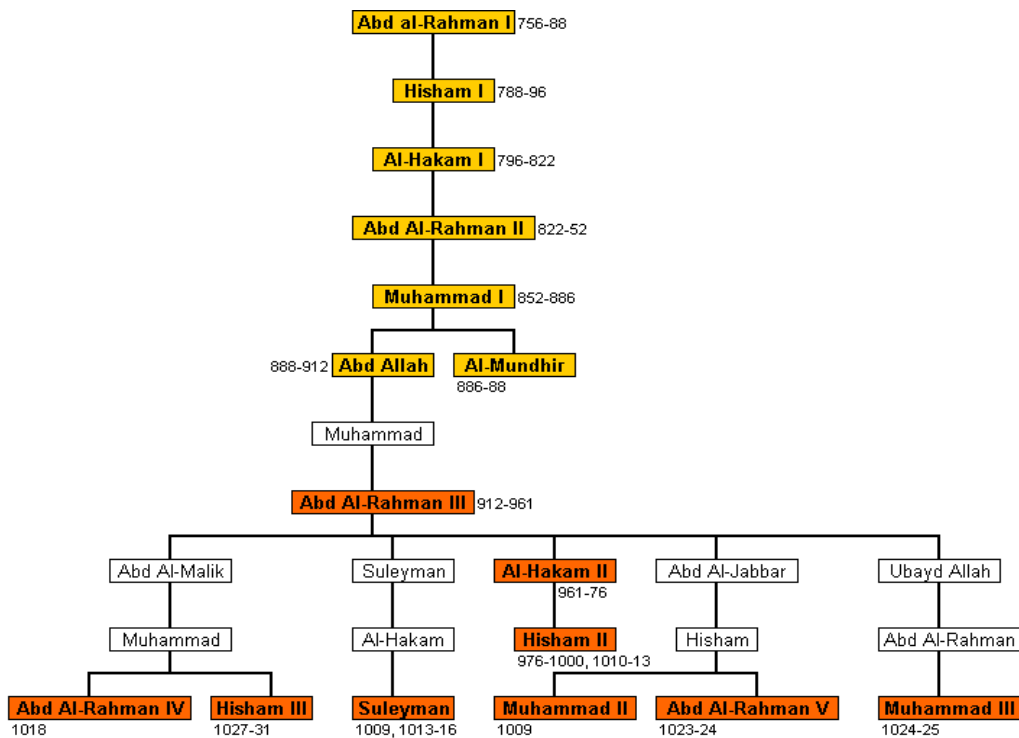 Abd al-Rahman I 756-88
Hisham I 788-96
Al-Hakam I 796-822
Abd Al-Rahman II 822-52
Muhammad I 852-886
888-912 Abd Allah Al-Mundhir
886-88
Muhammad
Abd Al-Rahman III 912-961
Abd Al-Malik Suleyman Al-Hakam II Abd Al-Jabbar Ubayd Allah
961-76
Muhammad Al-Hakam Hisham II Hisham Abd Al-Rahman
976-1000, 1010-13
Abd Al-Rahman IV Hisham III Suleyman Muhammad II Abd Al-Rahman V Muhammad III
1018 1027-31 1009, 1013-16 1009 1023-24 1024-25